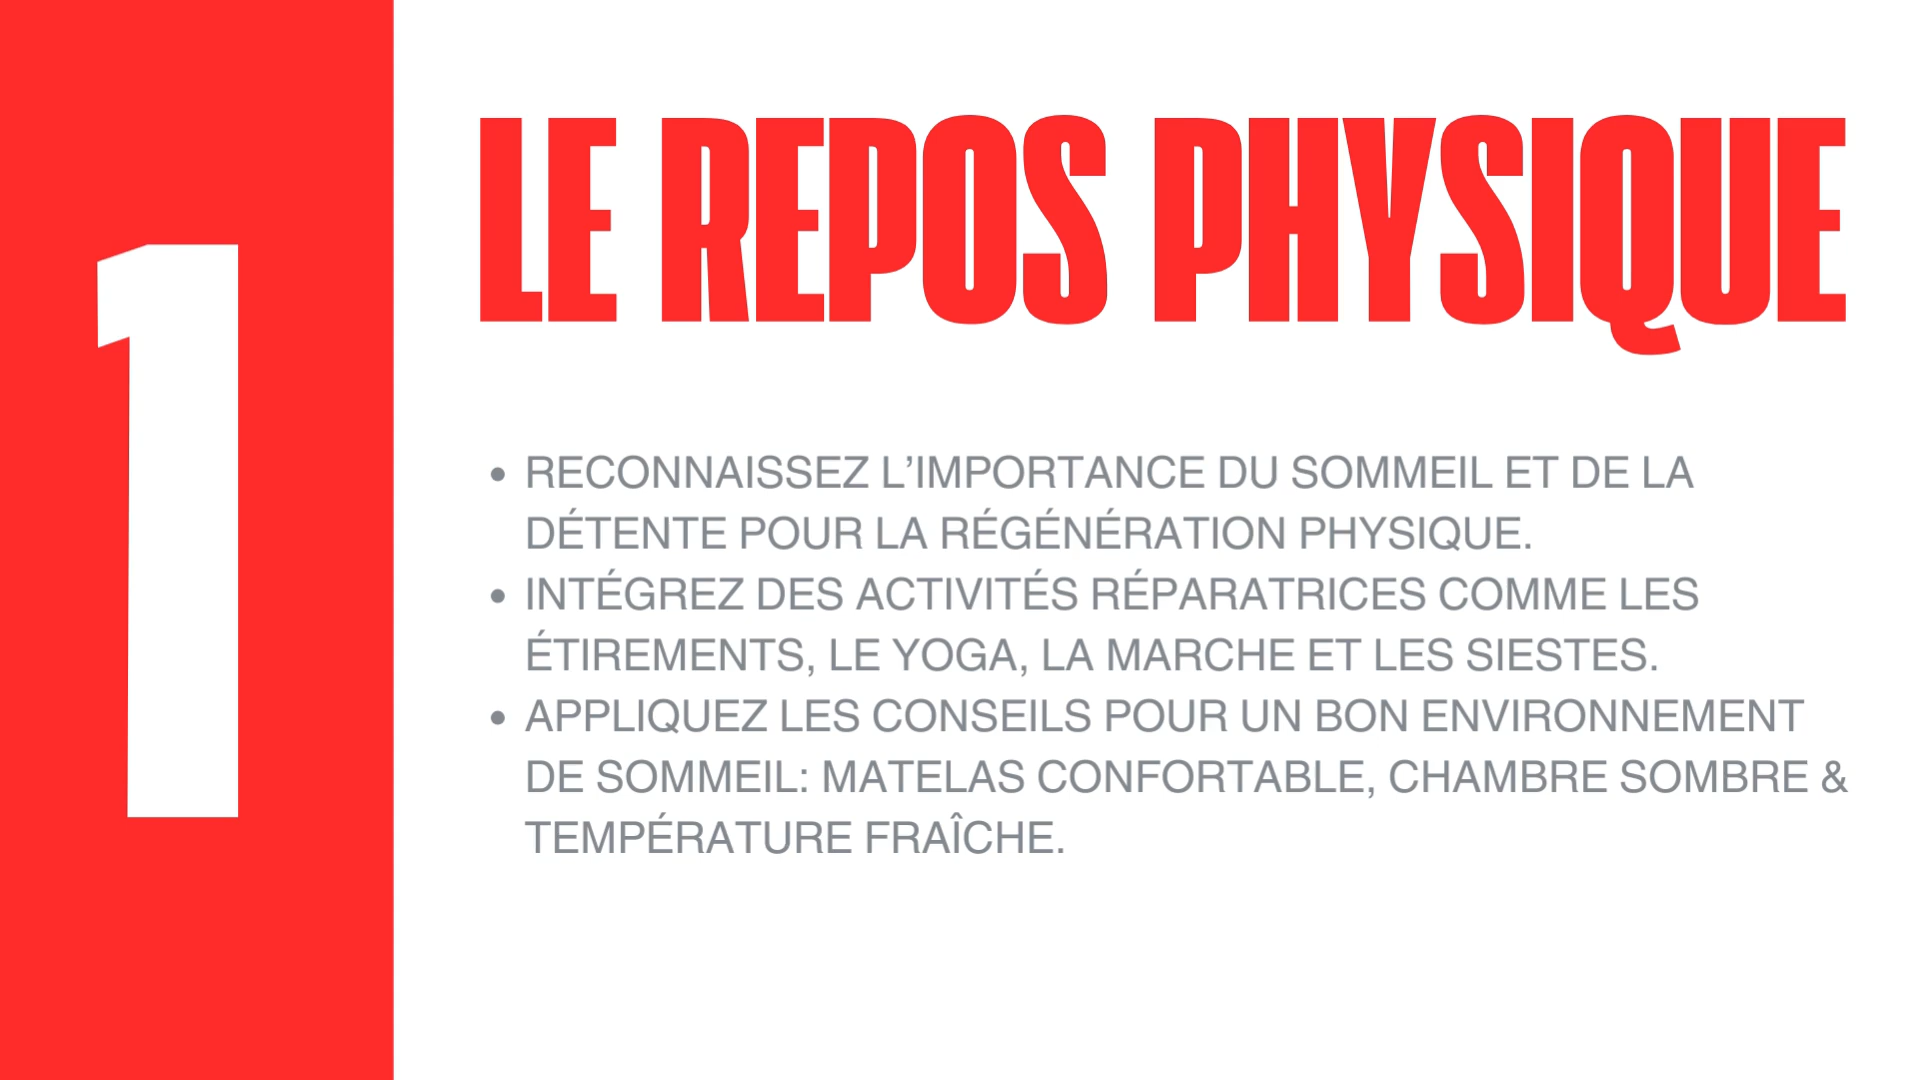 1
LE REPOS PHYSIQUE
• RECONNAISSEZ L’IMPORTANCE DU SOMMEIL ET DE LA
DÉTENTE POUR LA RÉGÉNÉRATION PHYSIQUE.
• INTÉGREZ DES ACTIVITÉS RÉPARATRICES COMME LES
ÉTIREMENTS, LE YOGA, LA MARCHE ET LES SIESTES.
• APPLIQUEZ LES CONSEILS POUR UN BON ENVIRONNEMENT
DE SOMMEIL: MATELAS CONFORTABLE, CHAMBRE SOMBRE &
TEMPÉRATURE FRAÎCHE.